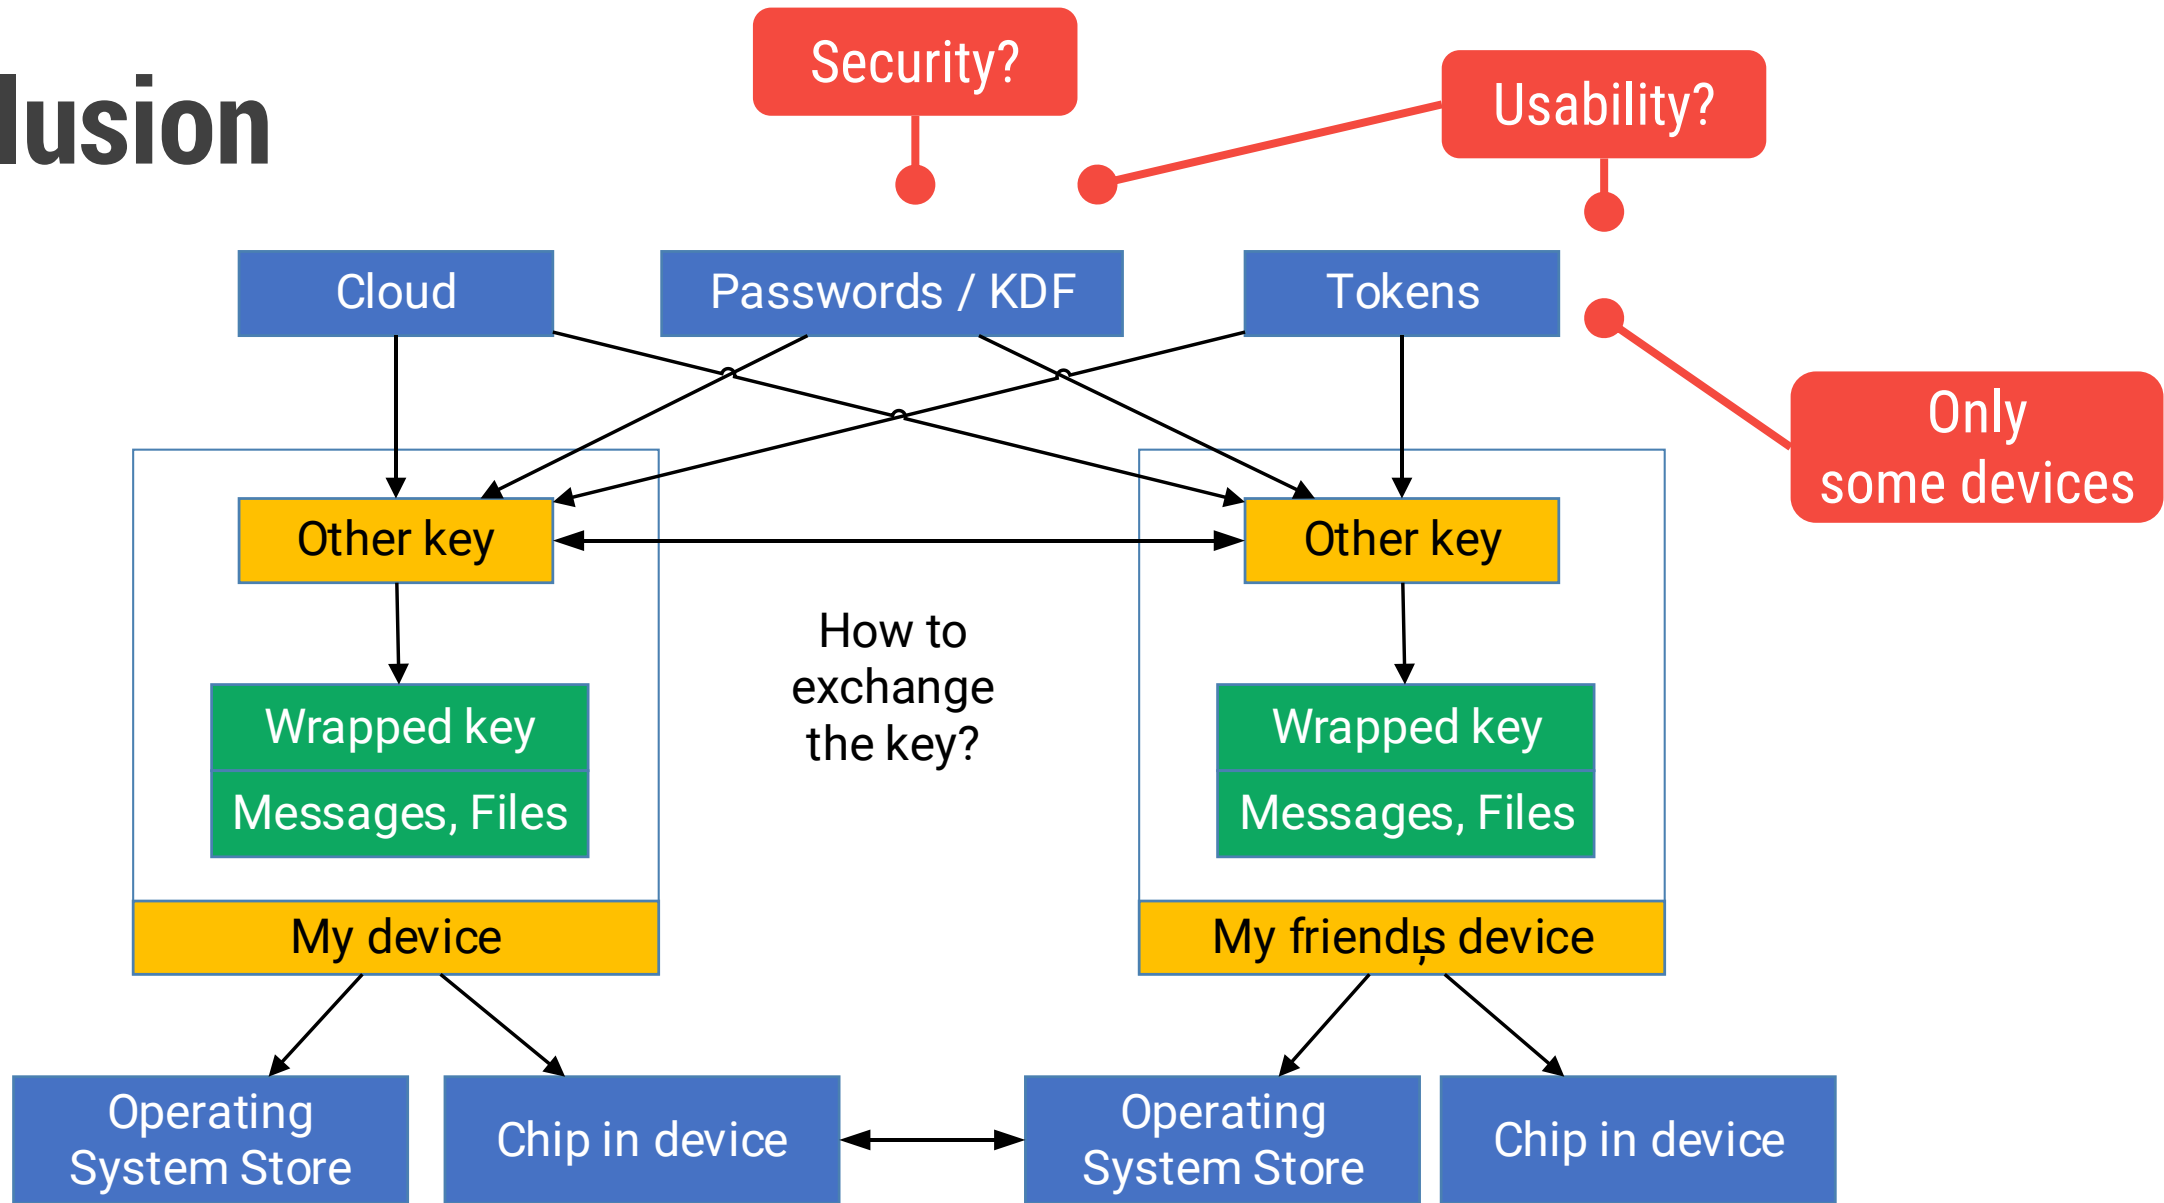 lusion
Security?
Usability?
Cloud
Passwords / KDF
Tokens
Only
some devices
Other key
Other key
How to
exchange
the key?
Wrapped key
Messages, Files
Wrapped key
Messages, Files
My device
My friend's device
Operating
System Store
Chip in device
Operating
System Store
Chip in device